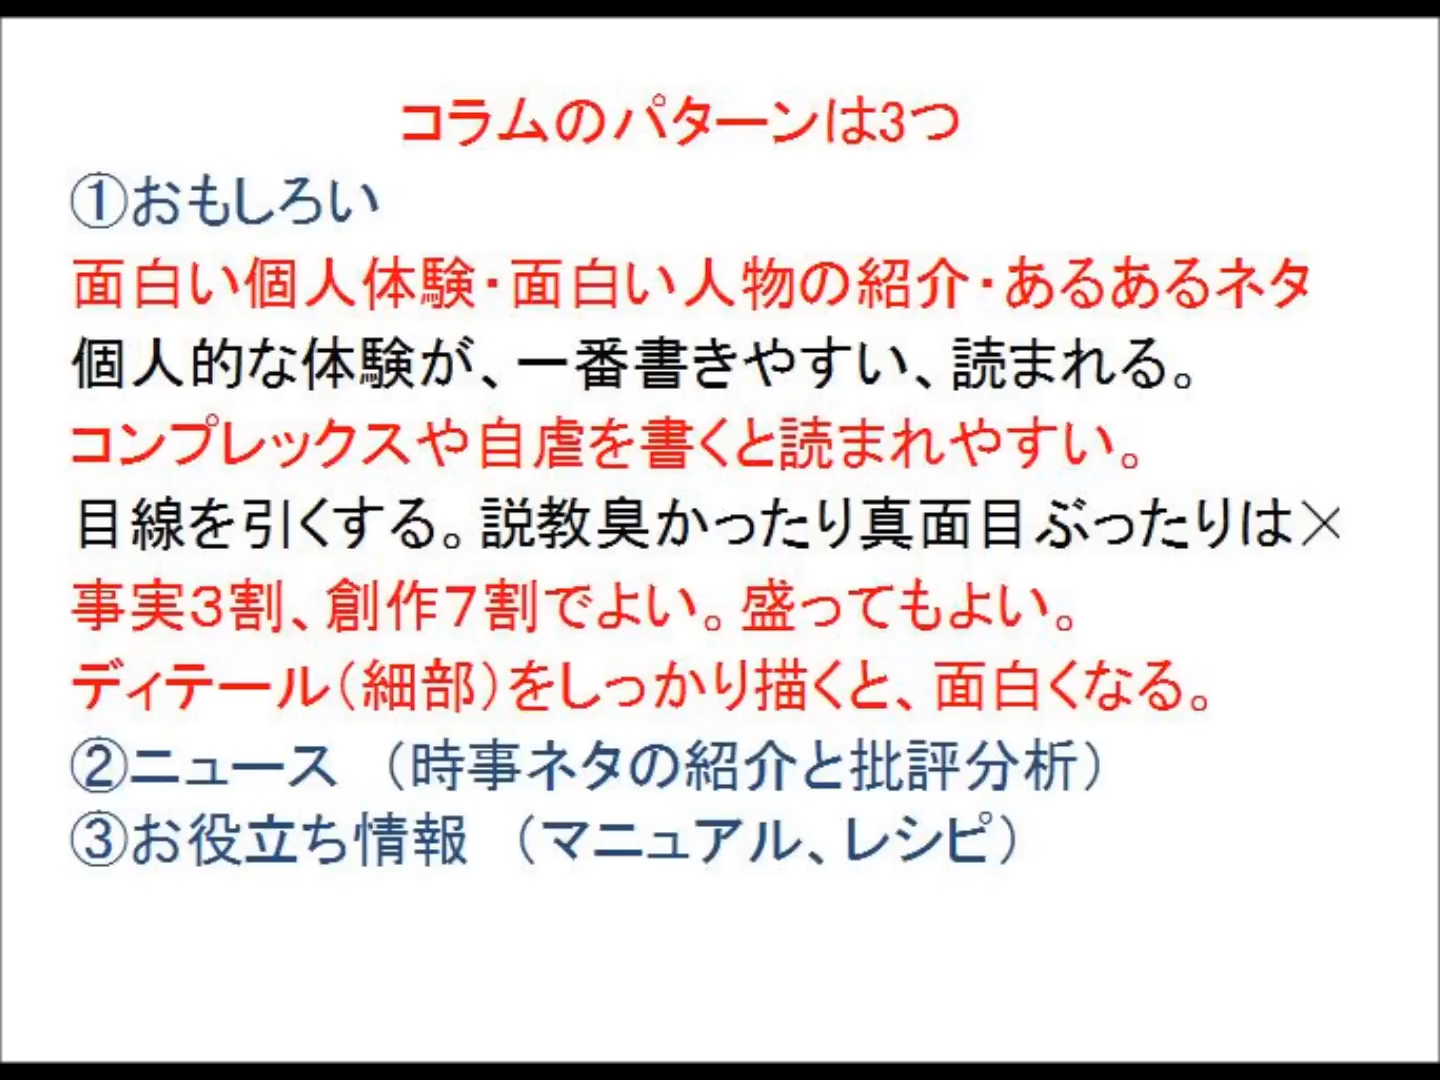 コラムのパターンは3つ
①おもしろい
面白い個人体験・面白い人物の紹介・あるあるネタ
個人的な体験が、一番書きやすい、読まれる。
コンプレックスや自虐を書くと読まれやすい。
目線を引くする。説教臭かったり真面目ぶったりは×
事実３割、創作７割でよい。盛ってもよい。
ディテール（細部）をしっかり描くと、面白くなる。
②ニュース　（時事ネタの紹介と批評分析）
③お役立ち情報　（マニュアル、レシピ）